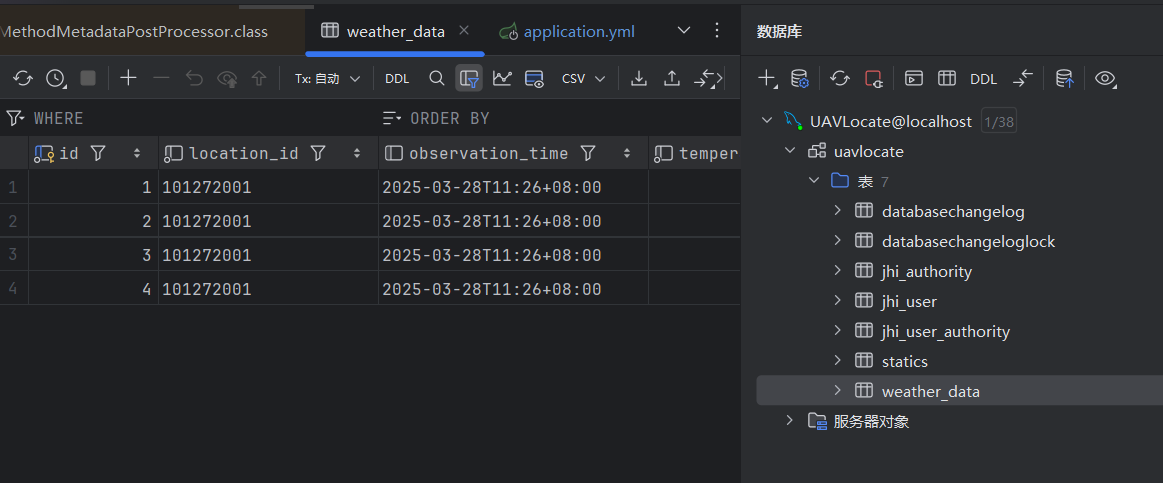 MethodMetadataPostProcessor.class weather_data application.yml
Tx: 自动 DDL CSV
WHERE ORDER BY
id location_id observation_time temper
1 1 101272001 2025-03-28T11:26+08:00
2 2 101272001 2025-03-28T11:26+08:00
3 3 101272001 2025-03-28T11:26+08:00
4 4 101272001 2025-03-28T11:26+08:00
数据库
DDL
UAVLocate@localhost 1/38
uavlocate
表 7
databasechangelog
databasechangeloglock
jhi_authority
jhi_user
jhi_user_authority
statics
weather_data
服务器对象